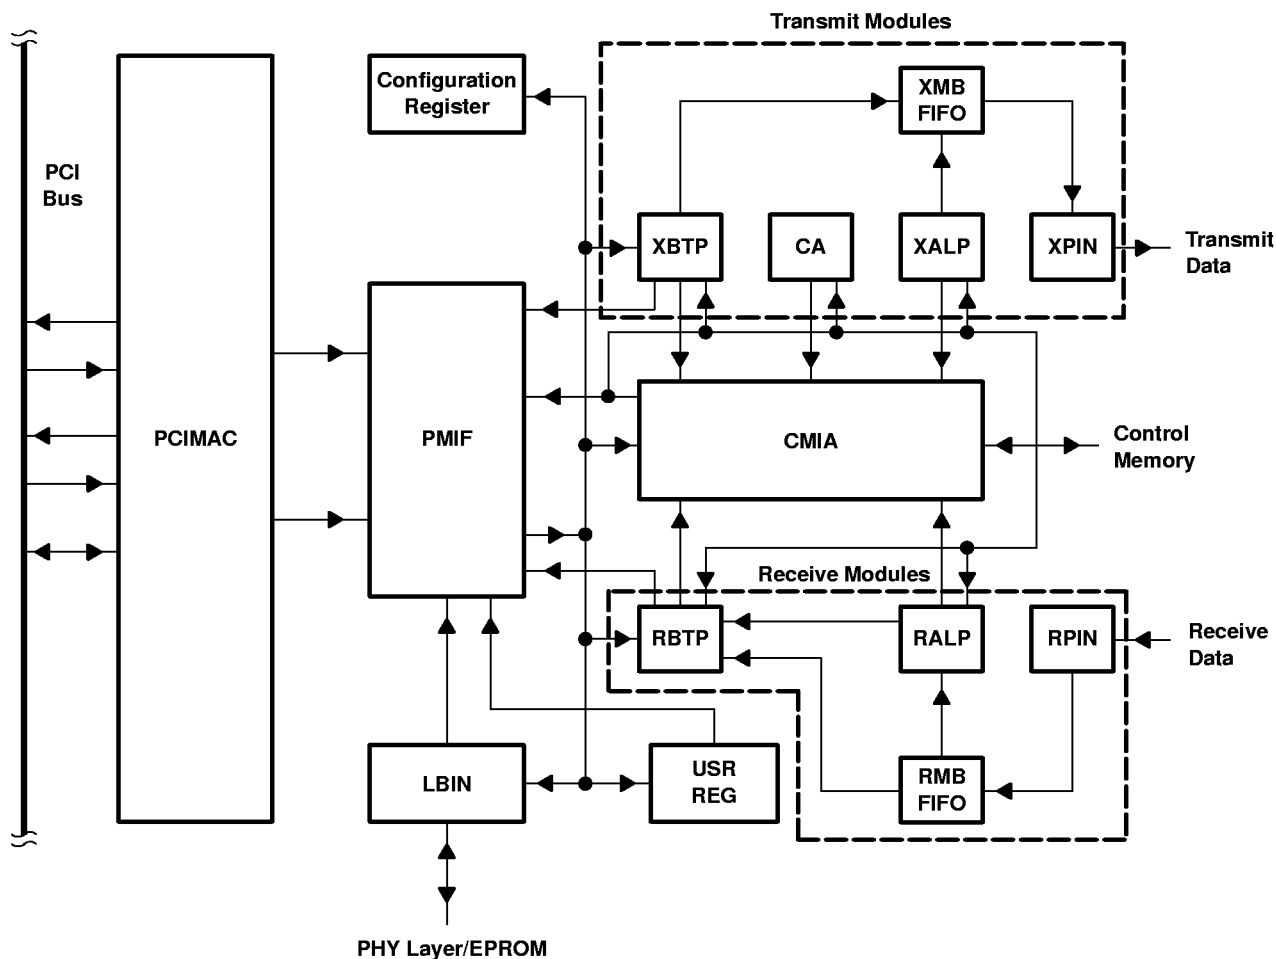 Transmit Modules
Configuration
Register
XMB
FIFO
PCI
Bus
XBTP
CA
XALP
XPIN
Transmit
Data
PCIMAC
PMIF
CMIA
Control
Memory
Receive Modules
RBTP
RALP
RPIN
Receive
Data
LBIN
USR
REG
RMB
FIFO
PHY Layer/EPROM